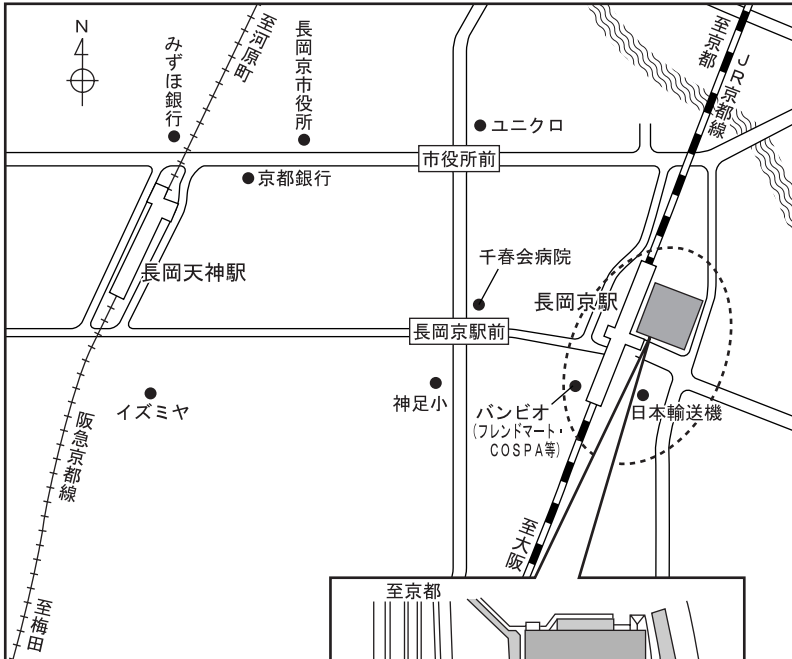 N
みずほ銀行
至河原町
長岡京市役所
ユニクロ
至京都
JR京都線
市役所前
京都銀行
千春会病院
長岡天神駅
長岡京駅
長岡京駅前
イズミヤ
神足小
バンビオ
(フレンドマート・
COSPA等)
日本輸送機
阪急京都線
至大阪
至梅田
至京都